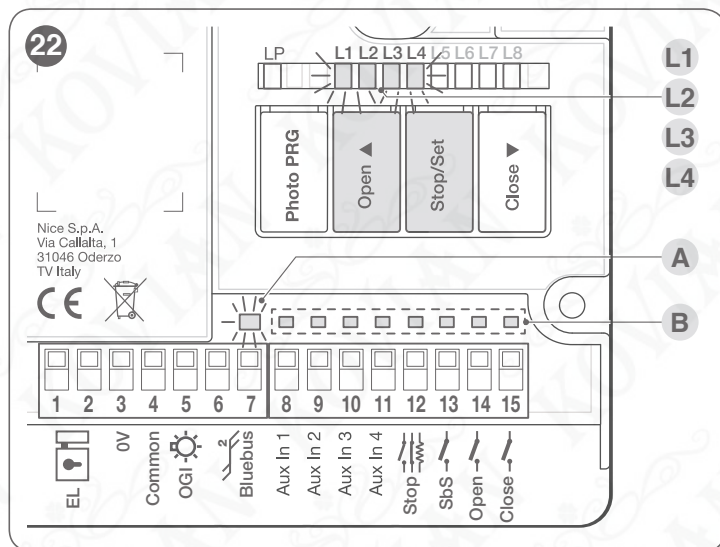 22
LP L1 L2 L3 L4 L5 L6 L7 L8
L1
L2
L3
L4
Photo PRG
Open ▲
Stop/Set
Close ▼
Nice S.p.A.
Via Callalta, 1
31046 Oderzo
TV Italy
CE
A
B
1 2 3 4 5 6 7 8 9 10 11 12 13 14 15
EL
0V
Common
OGI
2
Bluebus
Aux In 1
Aux In 2
Aux In 3
Aux In 4
Stop
SbS
Open
Close
KOVIAN